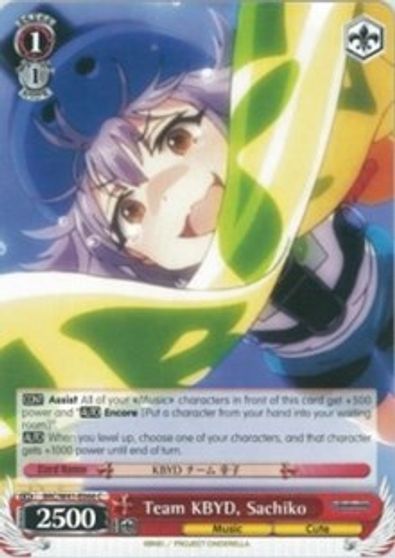 1
1
CONT Assist All of your «Music» characters in front of this card get +500
power and "AUTO Encore [Put a character from your hand into your waiting
room]"
AUTO When you level up, choose one of your characters, and that character
gets +1000 power until end of turn.
Card Name KBYD チーム 幸子
2500
Team KBYD, Sachiko
Music Cute
PROJECT CINDERELLA